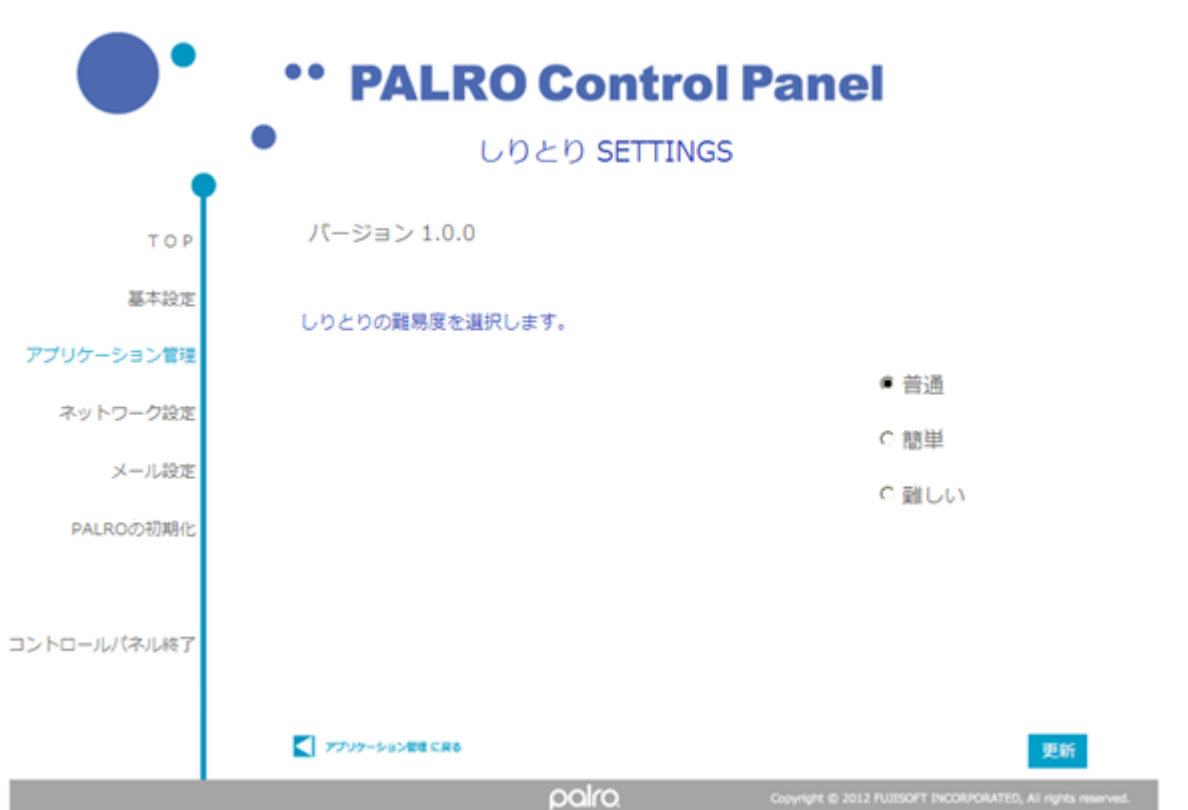 PALRO Control Panel
しりとり SETTINGS
TOP
基本設定
アプリケーション管理
ネットワーク設定
メール設定
PALROの初期化
コントロールパネル終了
バージョン 1.0.0
しりとりの難易度を選択します。
普通
簡単
難しい
アプリケーション管理 に戻る
更新
palro
Copyright © 2012 FUJISOFT INCORPORATED, All rights reserved.